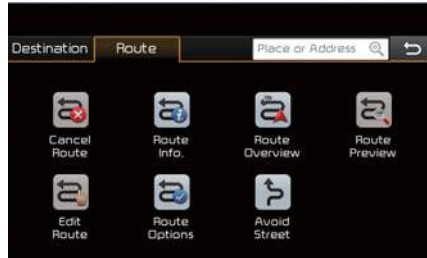 Destination
Route
Place or Address
Cancel
Route
Route
Info.
Route
Overview
Route
Preview
Edit
Route
Route
Options
Avoid
Street